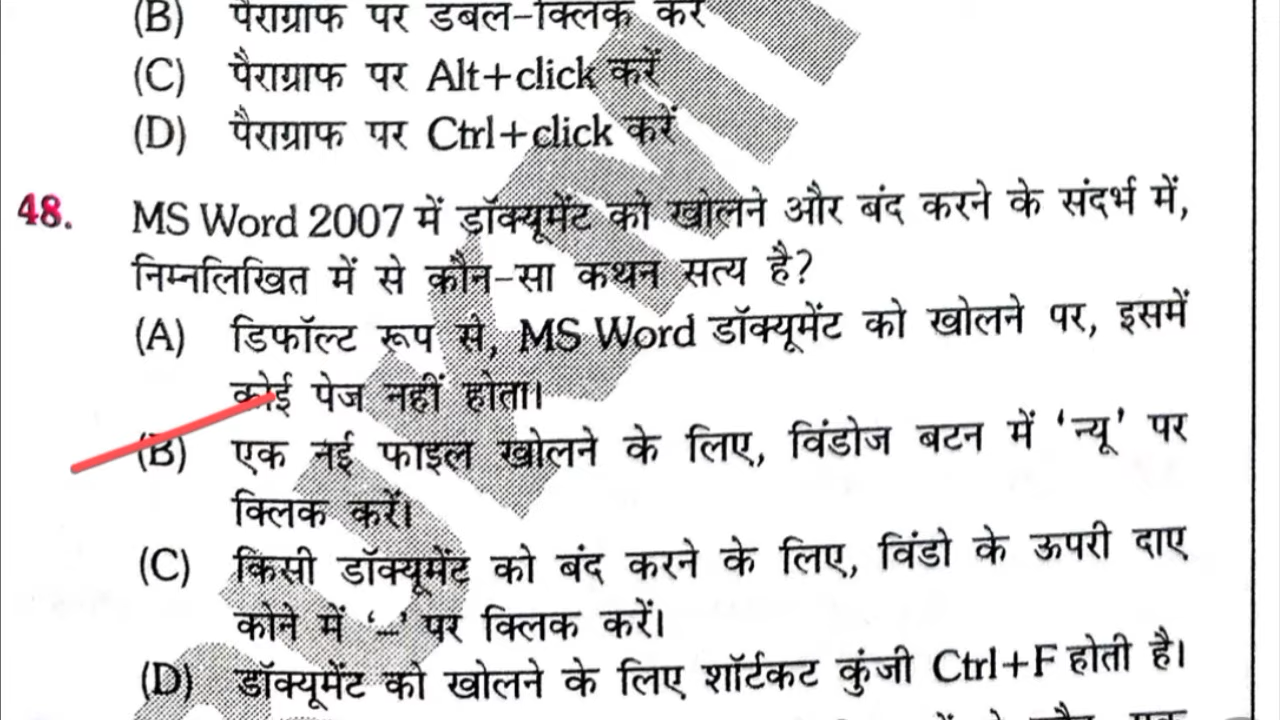 (B) पैराग्राफ पर डबल-क्लिक करें
(C) पैराग्राफ पर Alt+click करें
(D) पैराग्राफ पर Ctrl+click करें
48. MS Word 2007 में डॉक्यूमेंट को खोलने और बंद करने के संदर्भ में,
निम्नलिखित में से कौन-सा कथन सत्य है?
(A) डिफॉल्ट रूप से, MS Word डॉक्यूमेंट को खोलने पर, इसमें
कोई पेज नहीं होता।
(B) एक नई फाइल खोलने के लिए, विंडोज बटन में ‘न्यू’ पर
क्लिक करें।
(C) किसी डॉक्यूमेंट को बंद करने के लिए, विंडो के ऊपरी दाए
कोने में ‘–’ पर क्लिक करें।
(D) डॉक्यूमेंट को खोलने के लिए शॉर्टकट कुंजी Ctrl+F होती है।